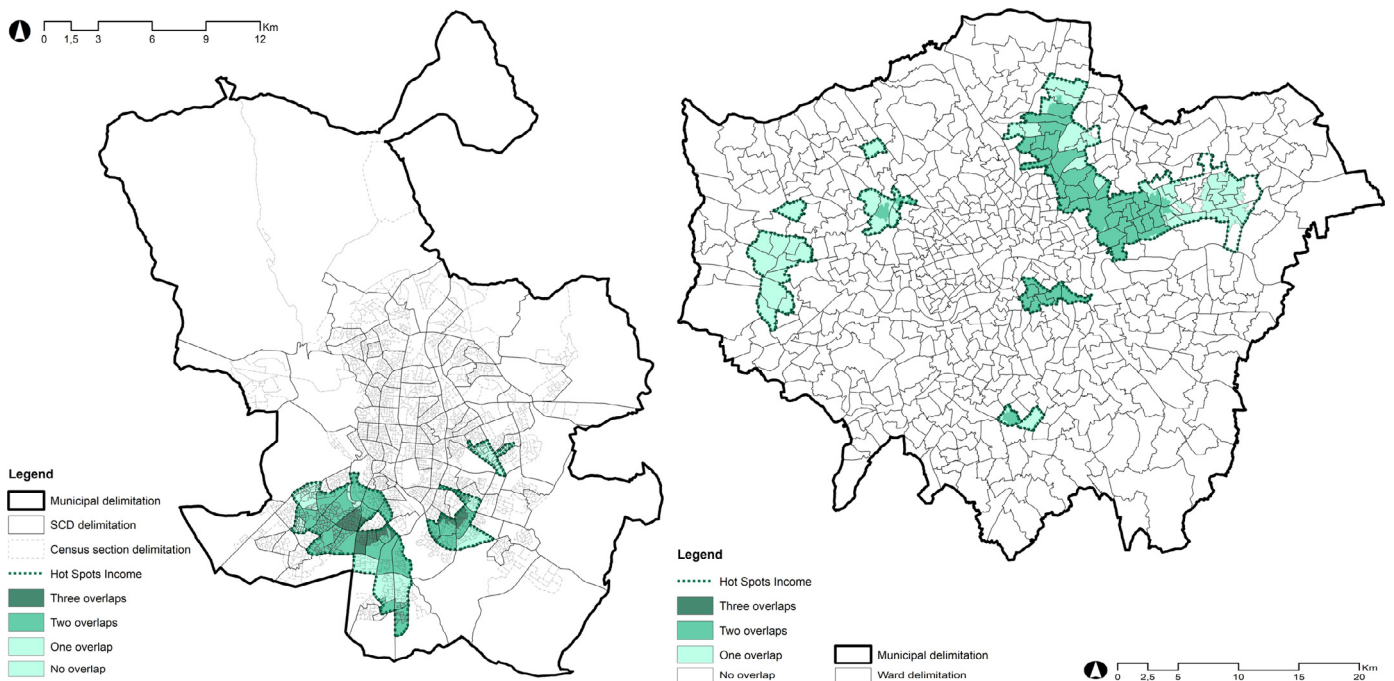 0 1,5 3 6 9 12 Km
Legend
Municipal delimitation
SCD delimitation
Census section delimitation
Hot Spots Income
Three overlaps
Two overlaps
One overlap
No overlap
Legend
Hot Spots Income
Three overlaps
Two overlaps
One overlap
No overlap
Municipal delimitation
Ward delimitation
0 2,5 5 10 15 20 Km